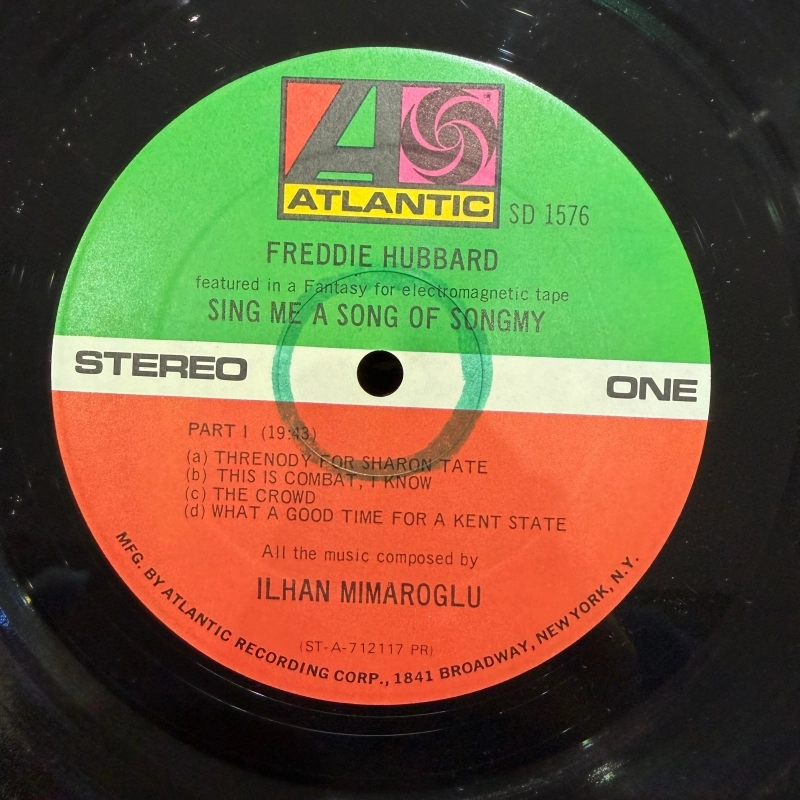 A
ATLANTIC
SD 1576
FREDDIE HUBBARD
featured in a Fantasy for electromagnetic tape
SING ME A SONG OF SONGMY
STEREO
ONE
PART I (19:43)
(a) THRENODY FOR SHARON TATE
(b) THIS IS COMBAT, I KNOW
(c) THE CROWD
(d) WHAT A GOOD TIME FOR A KENT STATE
All the music composed by
ILHAN MIMAROGLU
(ST-A-712117 PR)
MFG. BY ATLANTIC RECORDING CORP., 1841 BROADWAY, NEW YORK, N.Y.